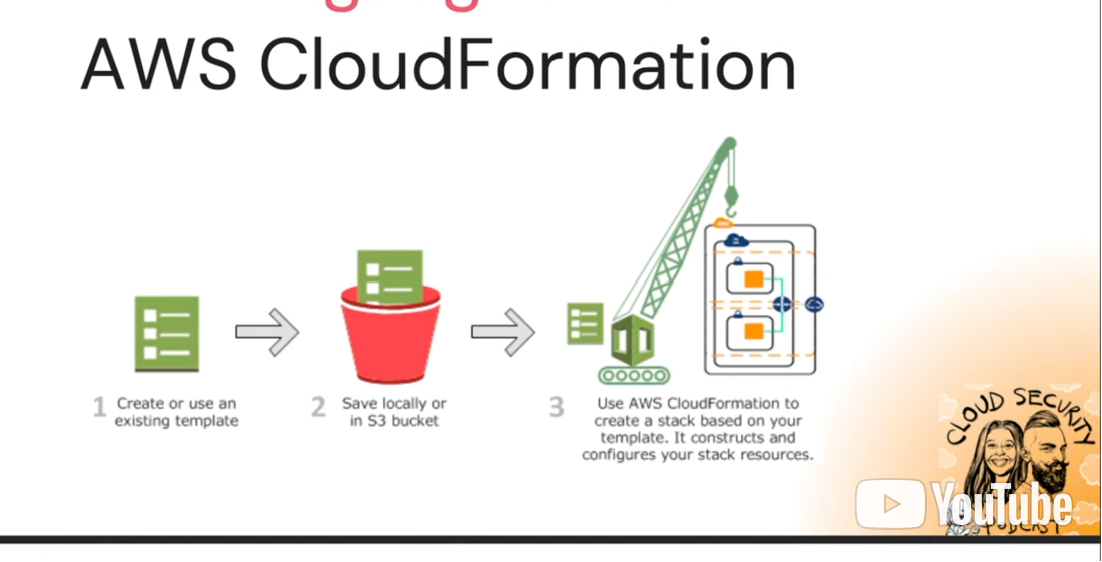 AWS CloudFormation
1 Create or use an
existing template
2 Save locally or
in S3 bucket
3 Use AWS CloudFormation to
create a stack based on your
template. It constructs and
configures your stack resources.
CLOUD SECURITY
YouTube
PODCAST